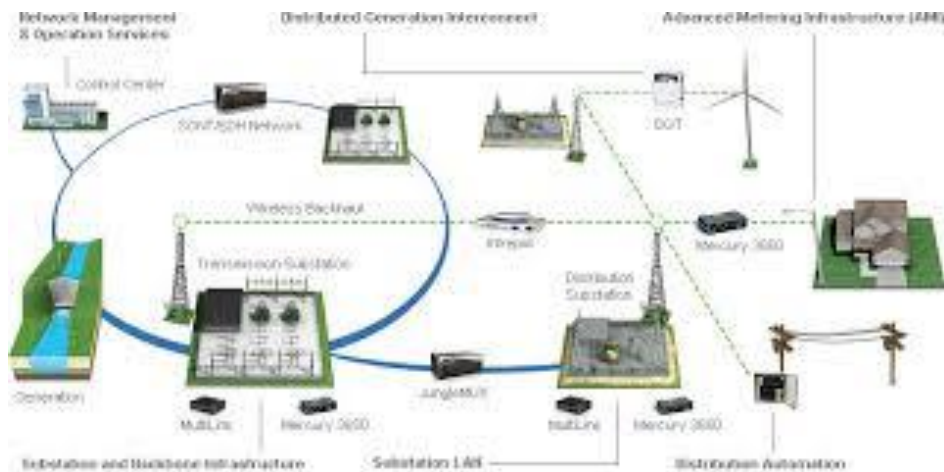 Network Management
& Operation Services
Distributed Generation Interconnect
Advanced Metering Infrastructure (AMI)
Control Center
SONT/SDH Network
Wireless Backhaul
Intrepid
Mercury 3650
Transmission Substation
Distribution
Substation
Generation
JungleMUX
MultiLink
Mercury 3650
MultiLink
Mercury 3650
Substation and Backbone Infrastructure
Substation LAN
Distribution Automation